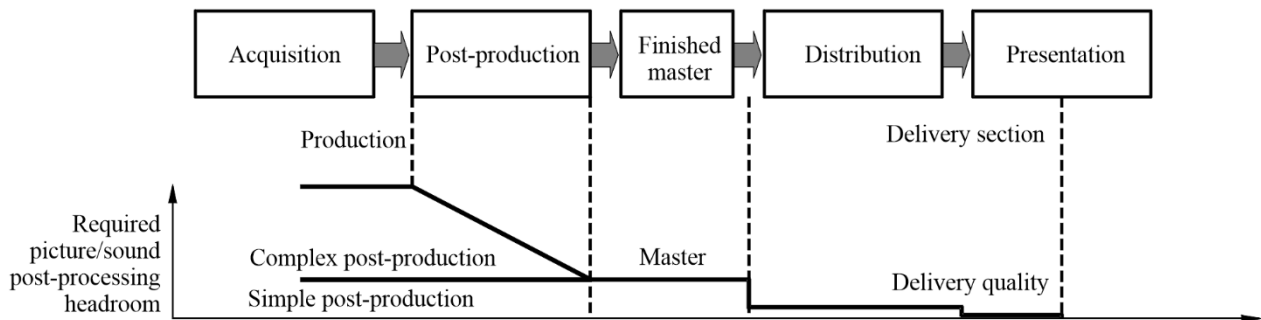 Acquisition
Post-production
Finished
master
Distribution
Presentation
Production
Delivery section
Required
picture/sound
post-processing
headroom
Complex post-production
Master
Delivery quality
Simple post-production